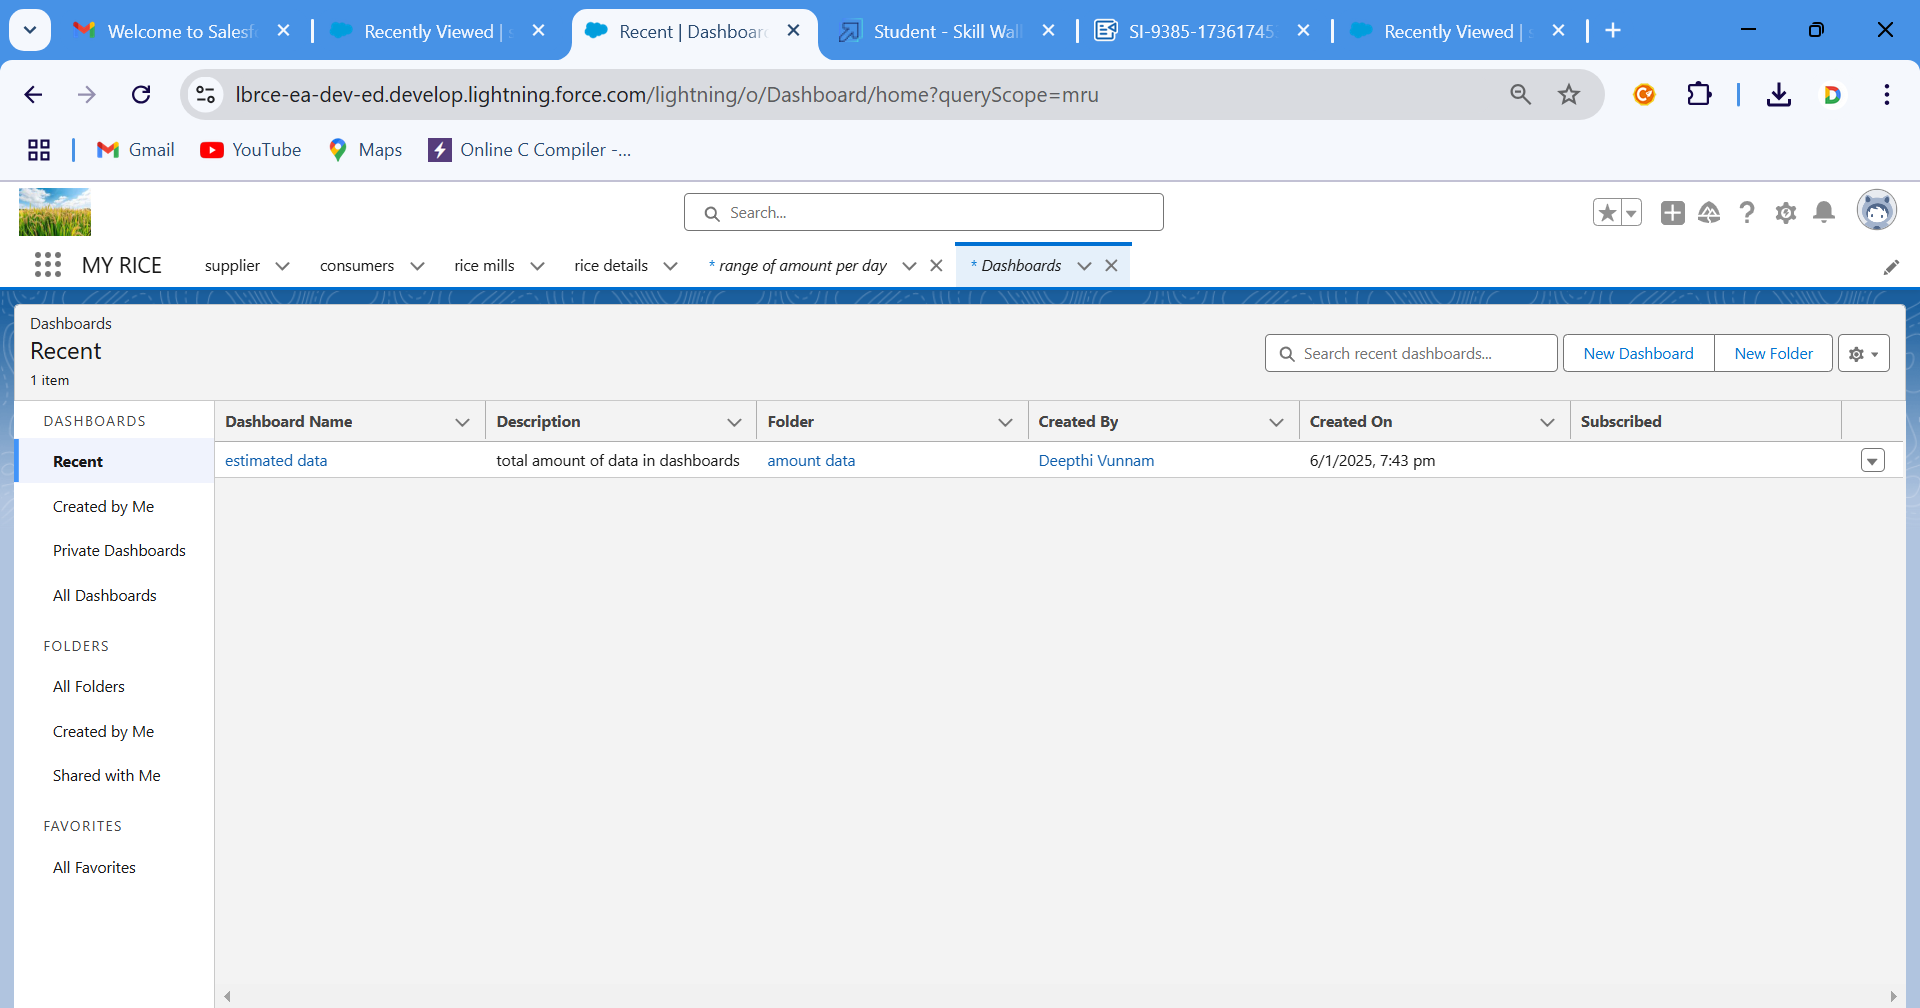 Welcome to Salesf
Recently Viewed | s
Recent | Dashboard
Student - Skill Wall
SI-9385-17361745
Recently Viewed | s
lbrce-ea-dev-ed.develop.lightning.force.com/lightning/o/Dashboard/home?queryScope=mru
D
Gmail
YouTube
Maps
Online C Compiler -...
Search...
MY RICE
supplier
consumers
rice mills
rice details
* range of amount per day
* Dashboards
Dashboards
Recent
1 item
Search recent dashboards...
New Dashboard
New Folder
DASHBOARDS
Recent
Created by Me
Private Dashboards
All Dashboards
FOLDERS
All Folders
Created by Me
Shared with Me
FAVORITES
All Favorites
Dashboard Name Description Folder Created By Created On Subscribed
estimated data total amount of data in dashboards amount data Deepthi Vunnam 6/1/2025, 7:43 pm